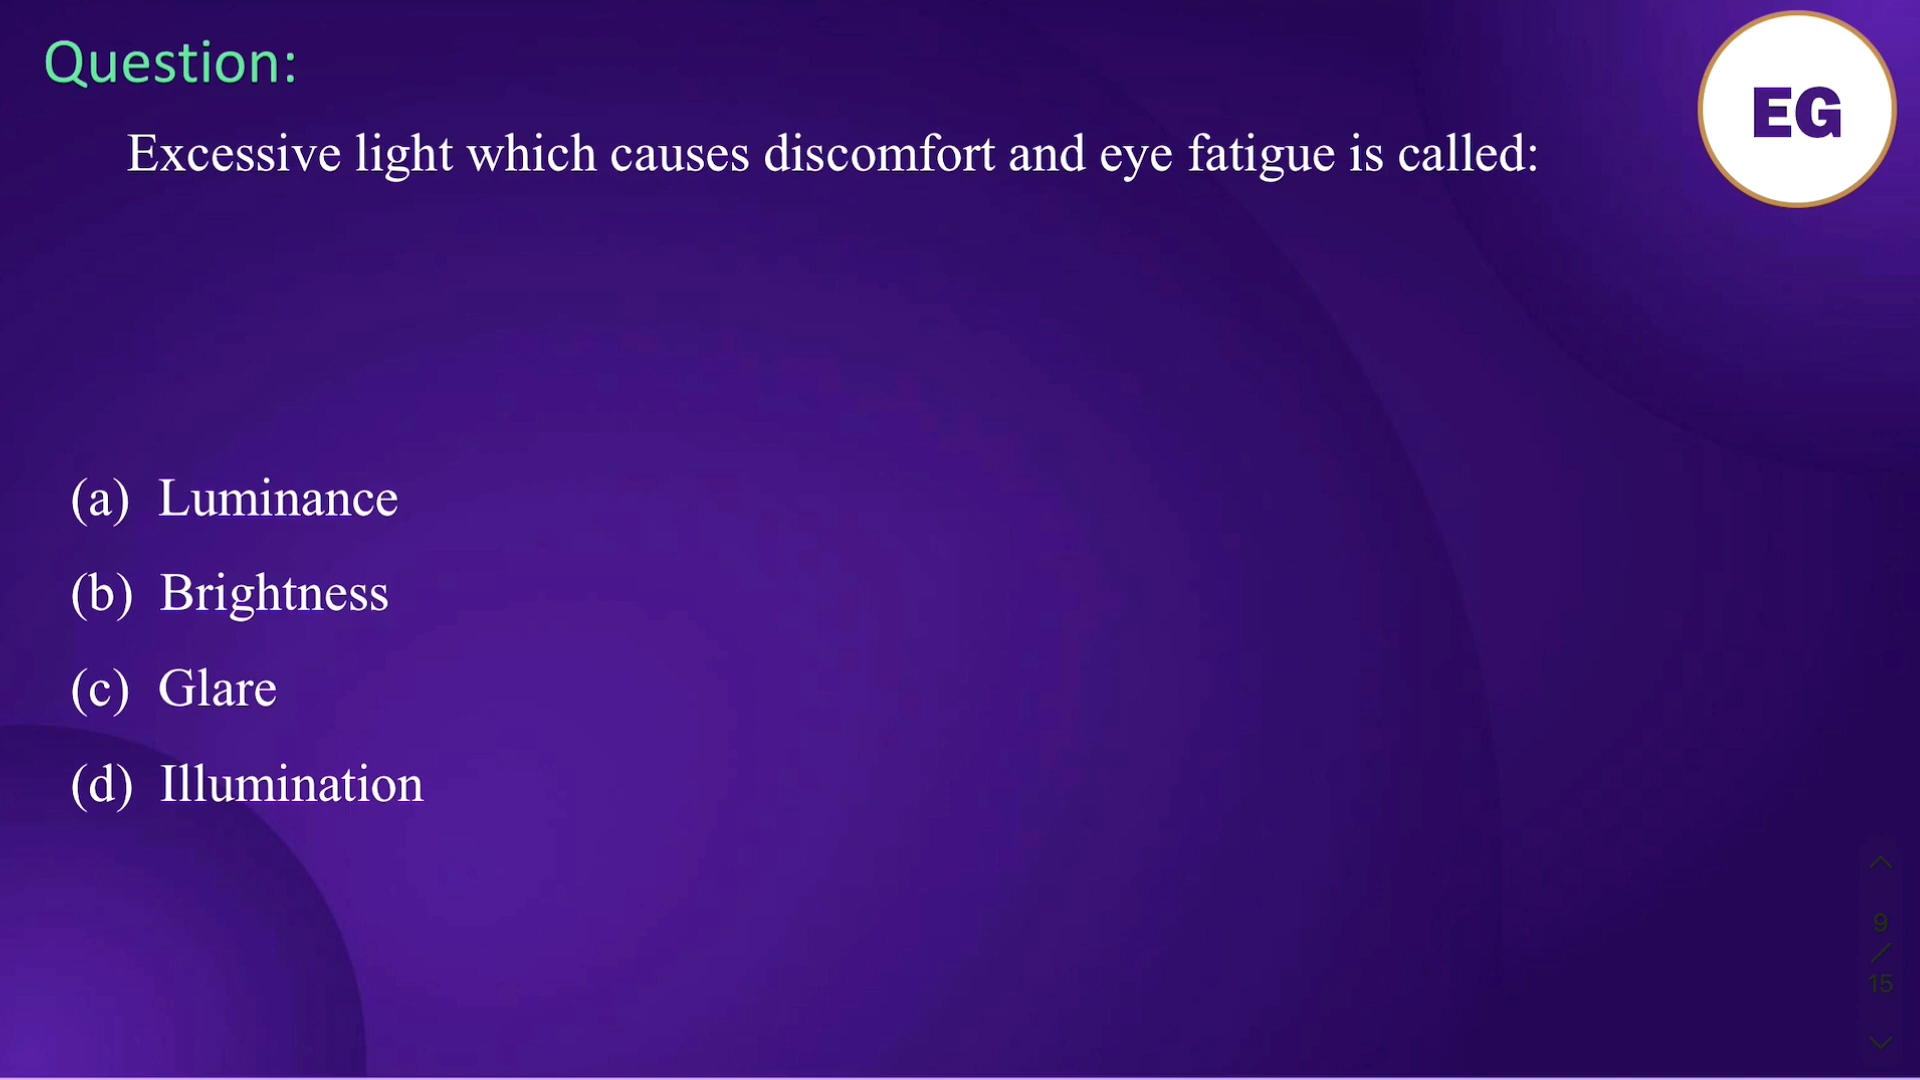 Question:
EG
Excessive light which causes discomfort and eye fatigue is called:
(a) Luminance
(b) Brightness
(c) Glare
(d) Illumination
9
/
15